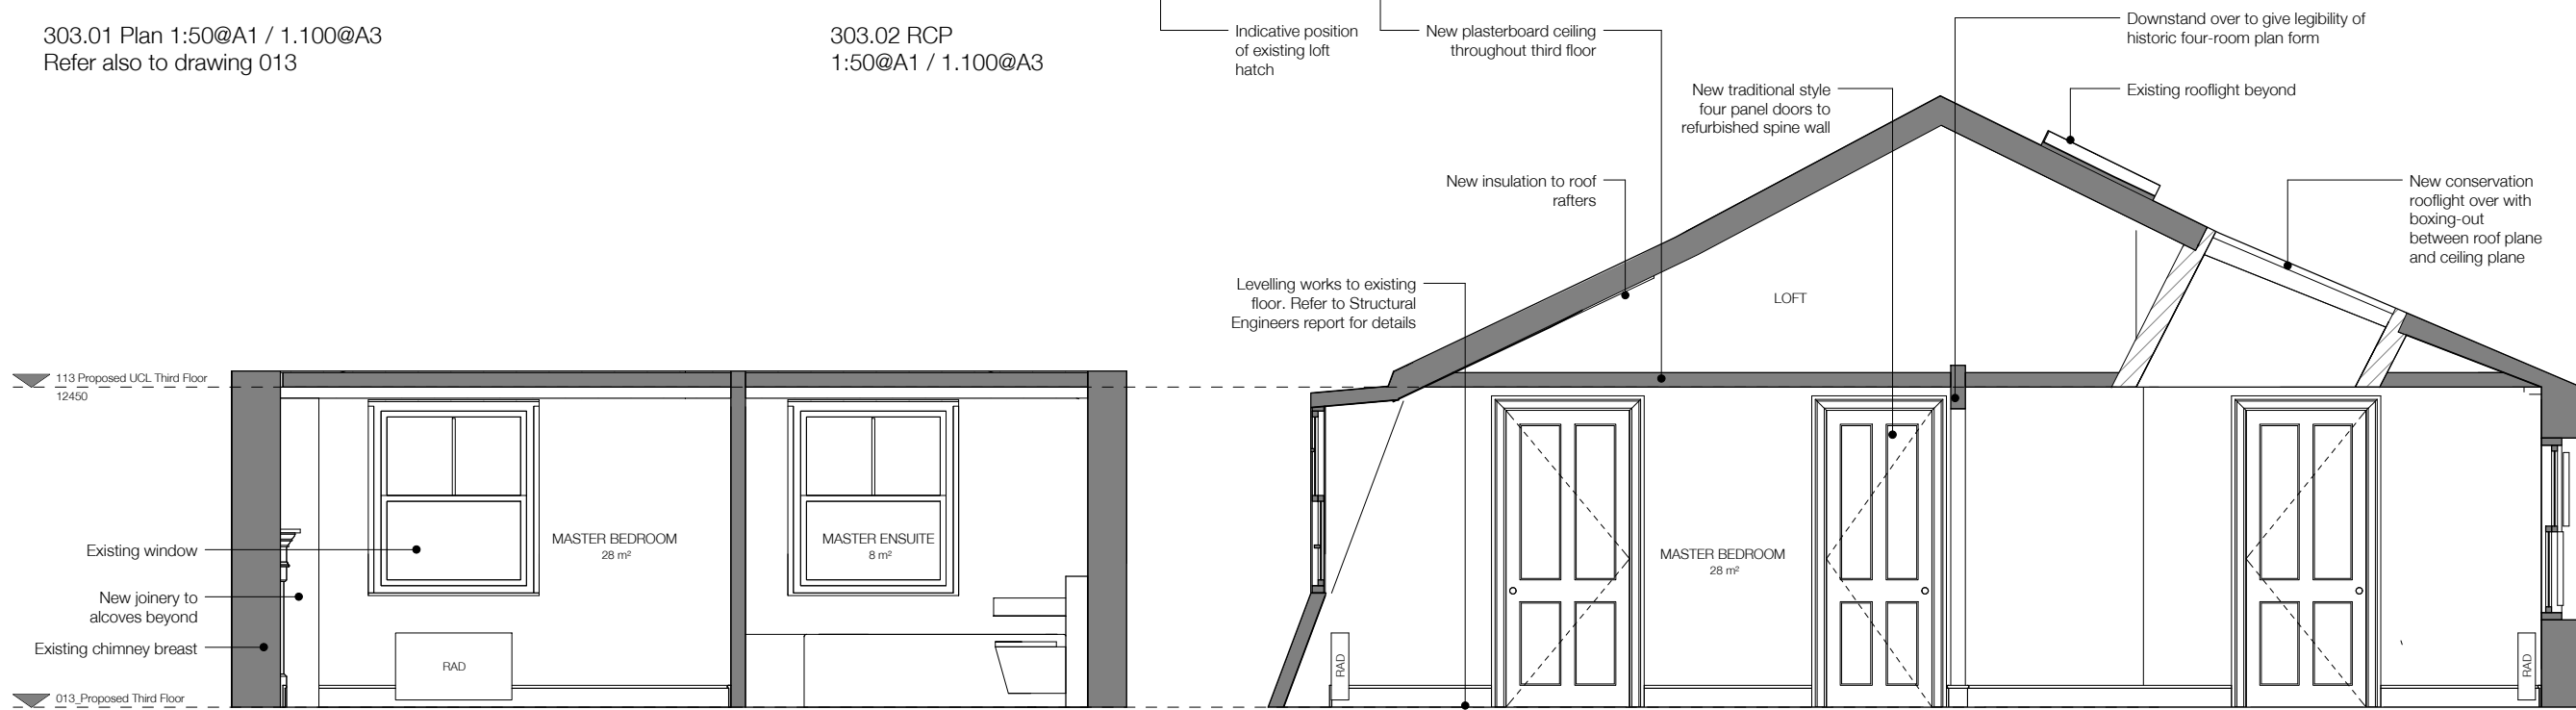 303.01 Plan 1:50@A1 / 1.100@A3
Refer also to drawing 013
303.02 RCP
1:50@A1 / 1.100@A3
Indicative position
of existing loft
hatch
New plasterboard ceiling
throughout third floor
Downstand over to give legibility of
historic four-room plan form
New traditional style
four panel doors to
refurbished spine wall
Existing rooflight beyond
New insulation to roof
rafters
New conservation
rooflight over with
boxing-out
between roof plane
and ceiling plane
Levelling works to existing
floor. Refer to Structural
Engineers report for details
LOFT
113 Proposed UCL Third Floor
12450
Existing window
MASTER BEDROOM
28 m²
MASTER ENSUITE
8 m²
MASTER BEDROOM
28 m²
New joinery to
alcoves beyond
Existing chimney breast
RAD
RAD
RAD
013_Proposed Third Floor